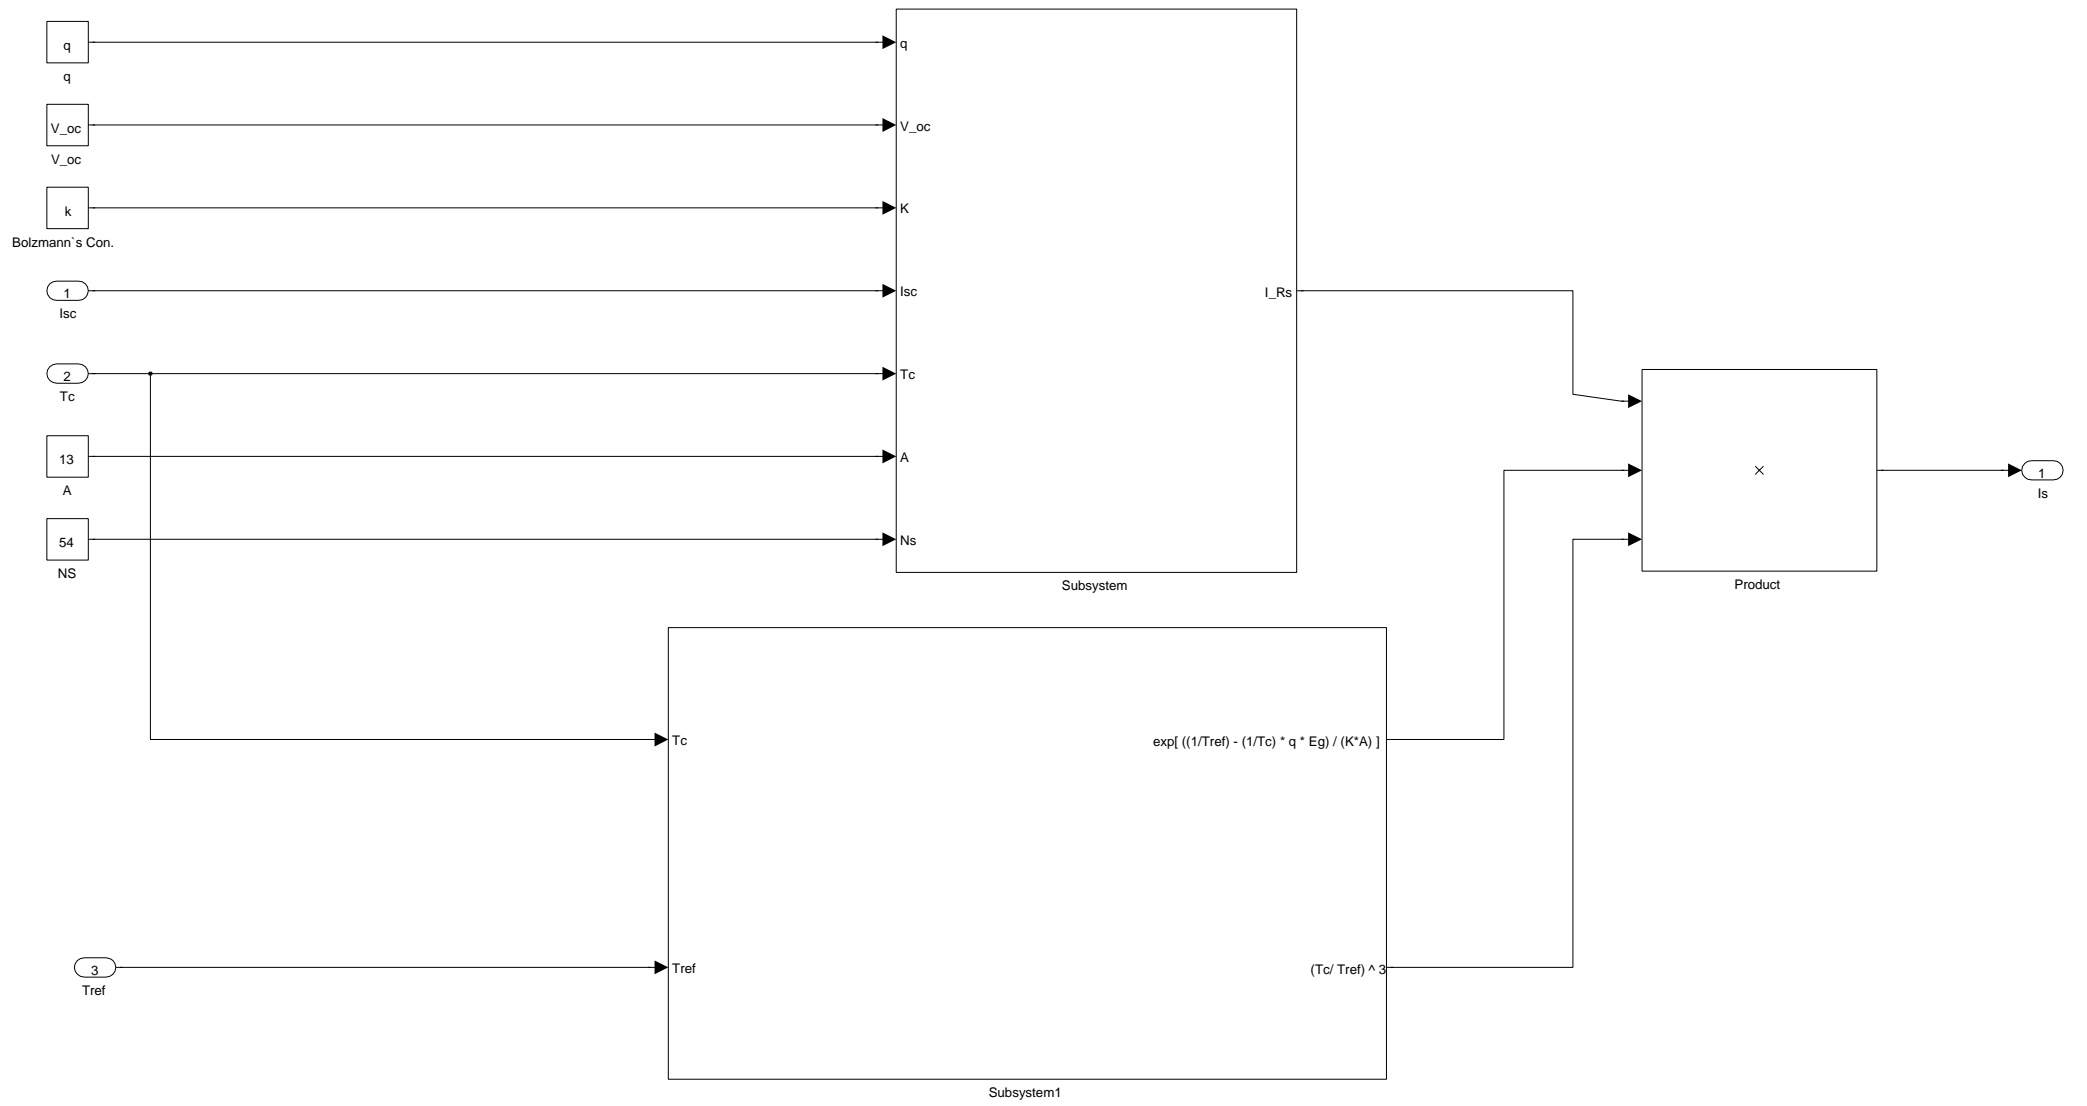 q
q
q
V_oc
V_oc
V_oc
k
K
Bolzmann`s Con.
1
Isc
Isc
I_Rs
2
Tc
Tc
13
A
A
×
1
Is
54
Ns
NS
Subsystem
Product
Tc
exp[ ((1/Tref) - (1/Tc) * q * Eg) / (K*A) ]
3
Tref
Tref
(Tc/ Tref) ^ 3
Subsystem1